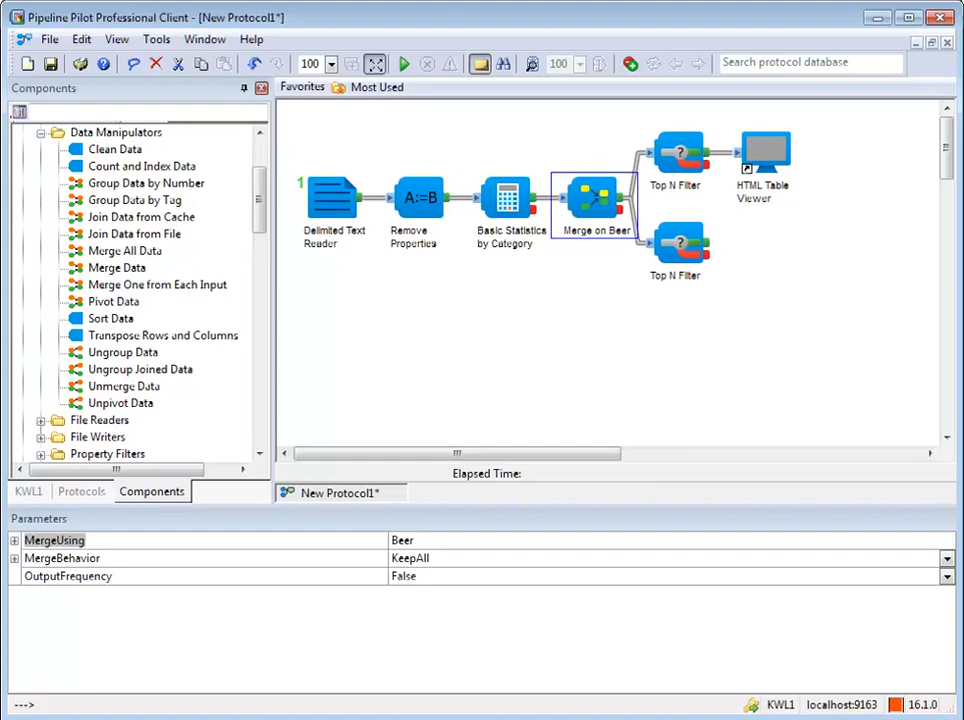 Pipeline Pilot Professional Client - [New Protocol1*]
File Edit View Tools Window Help
100 100 Search protocol database
Components
Favorites Most Used
Data Manipulators
Clean Data
Count and Index Data
Group Data by Number
Group Data by Tag
Join Data from Cache
Join Data from File
Merge All Data
Merge Data
Merge One from Each Input
Pivot Data
Sort Data
Transpose Rows and Columns
Ungroup Data
Ungroup Joined Data
Unmerge Data
Unpivot Data
File Readers
File Writers
Property Filters
KWL1 Protocols Components
1
Delimited Text
Reader
A:=B
Remove
Properties
Basic Statistics
by Category
Merge on Beer
?
Top N Filter
HTML Table
Viewer
?
Top N Filter
Elapsed Time:
New Protocol1*
Parameters
MergeUsing Beer
MergeBehavior KeepAll
OutputFrequency False
---> KWL1 localhost:9163 16.1.0